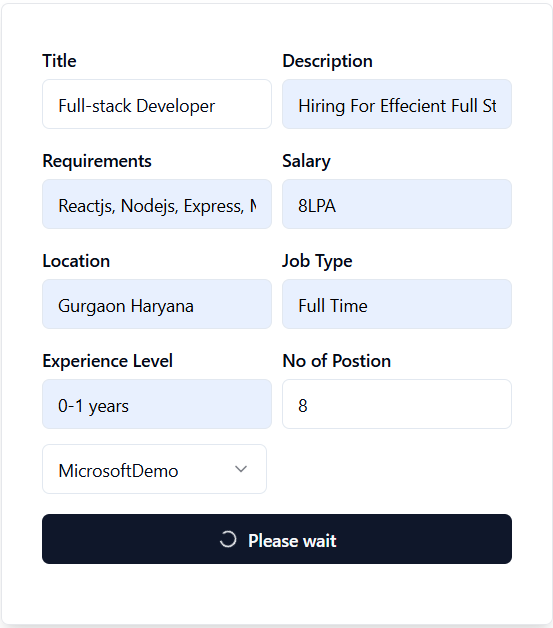 Title
Description
Full-stack Developer
Hiring For Effecient Full St
Requirements
Salary
Reactjs, Nodejs, Express,
8LPA
Location
Job Type
Gurgaon Haryana
Full Time
Experience Level
No of Postion
0-1 years
8
MicrosoftDemo
Please wait